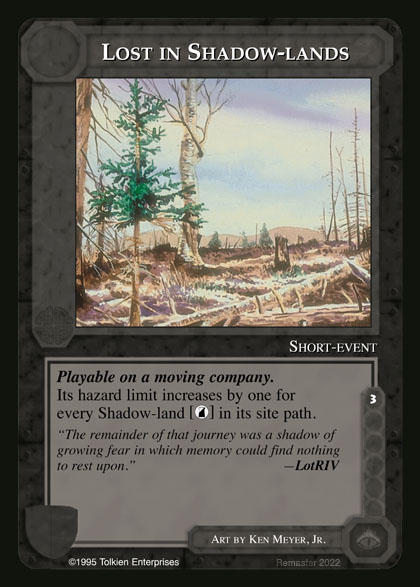 Lost in Shadow-lands
Short-event
Playable on a moving company.
Its hazard limit increases by one for
every Shadow-land [] in its site path.
3
“The remainder of that journey was a shadow of
growing fear in which memory could find nothing
to rest upon.” —LotRIV
Art by Ken Meyer, Jr.
©1995 Tolkien Enterprises
Remaster 2022